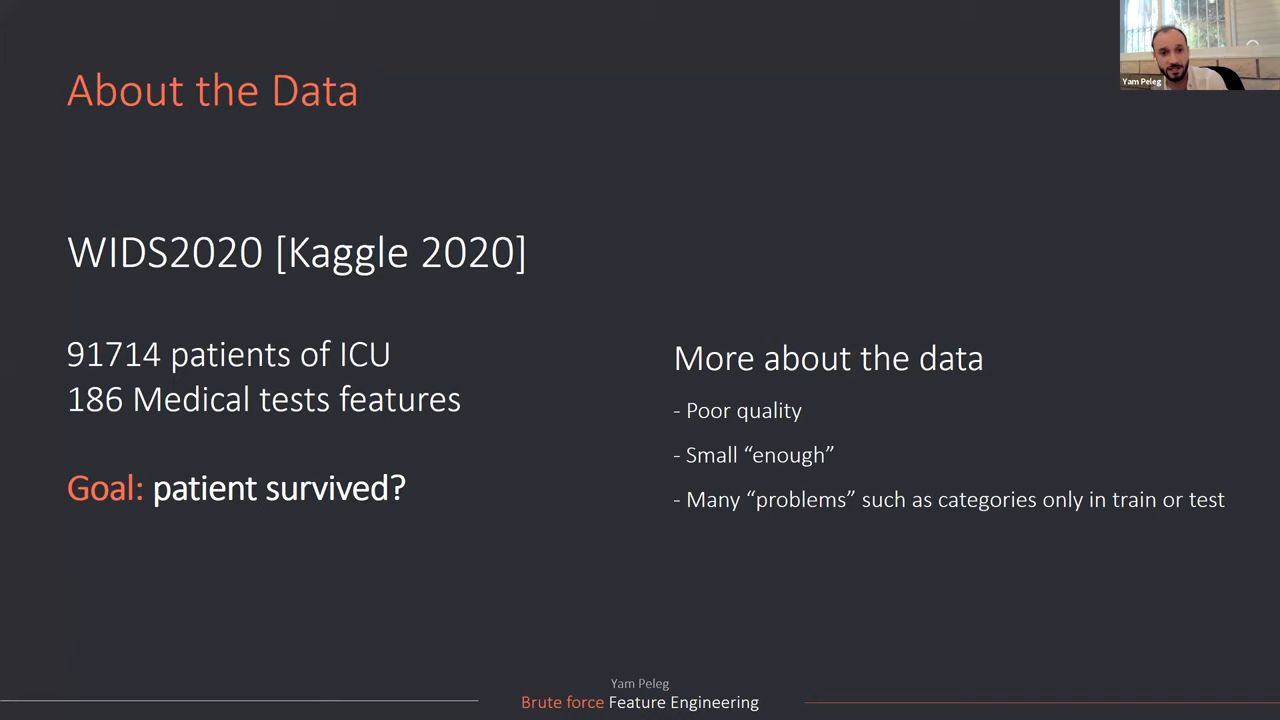 About the Data
Yam Peleg
WIDS2020 [Kaggle 2020]
91714 patients of ICU
186 Medical tests features
Goal: patient survived?
More about the data
- Poor quality
- Small “enough”
- Many “problems” such as categories only in train or test
Yam Peleg
Brute force Feature Engineering